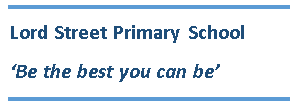 Lord Street Primary School
‘Be the best you can be’